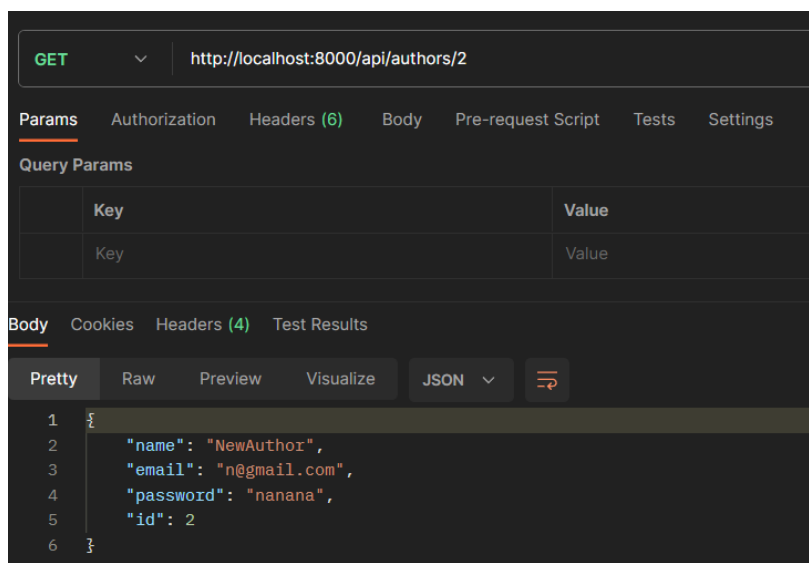 GET http://localhost:8000/api/authors/2
Params Authorization Headers (6) Body Pre-request Script Tests Settings
Query Params
Key Value
Key Value
Body Cookies Headers (4) Test Results
Pretty Raw Preview Visualize JSON
1 {
2 "name": "NewAuthor",
3 "email": "n@gmail.com",
4 "password": "nanana",
5 "id": 2
6 }